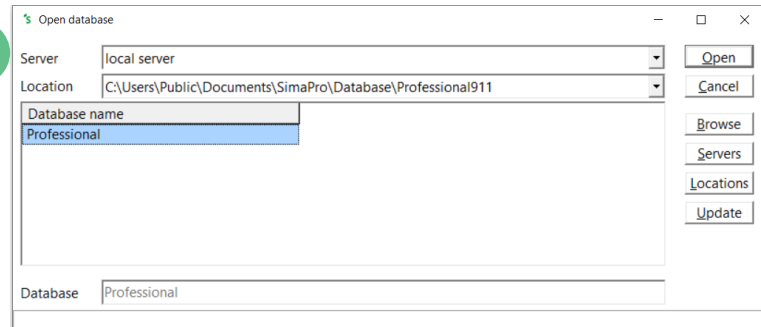 Open database
Server local server Open
Location C:\Users\Public\Documents\SimaPro\Database\Professional911 Cancel
Database name
Professional
Browse
Servers
Locations
Update
Database Professional